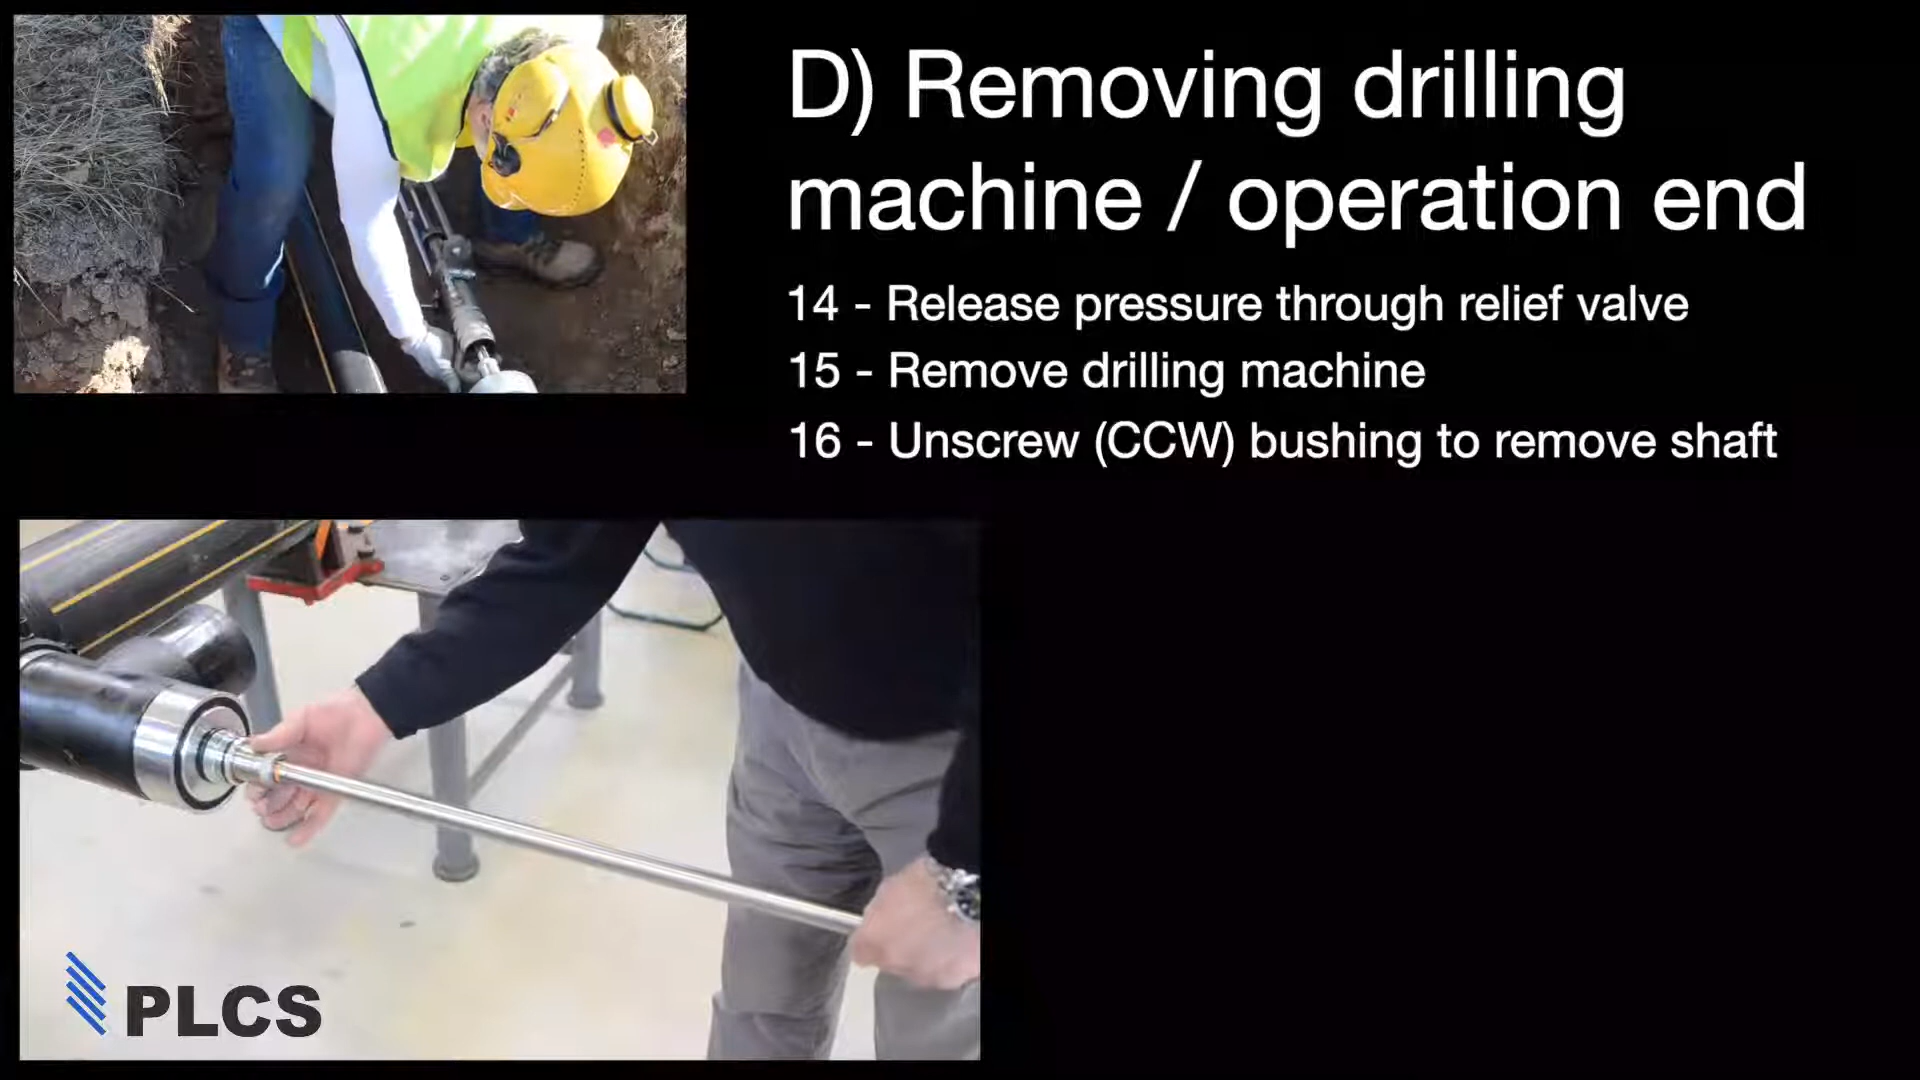 D) Removing drilling
machine / operation end
14 - Release pressure through relief valve
15 - Remove drilling machine
16 - Unscrew (CCW) bushing to remove shaft
PLCS